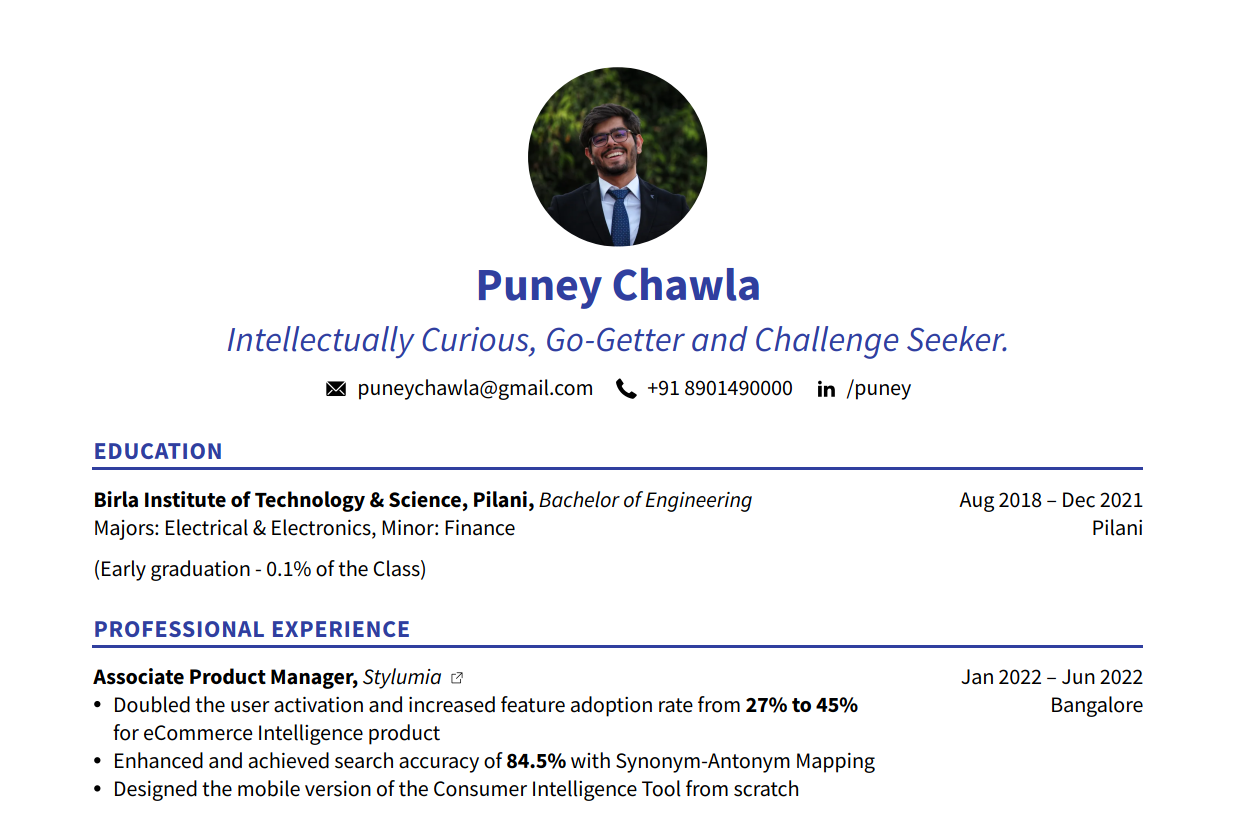 Puney Chawla
Intellectually Curious, Go-Getter and Challenge Seeker.
puneychawla@gmail.com +91 8901490000 in /puney
EDUCATION
Birla Institute of Technology & Science, Pilani, Bachelor of Engineering Aug 2018 – Dec 2021
Majors: Electrical & Electronics, Minor: Finance Pilani
(Early graduation - 0.1% of the Class)
PROFESSIONAL EXPERIENCE
Associate Product Manager, Stylumia Jan 2022 – Jun 2022
• Doubled the user activation and increased feature adoption rate from 27% to 45% Bangalore
for eCommerce Intelligence product
• Enhanced and achieved search accuracy of 84.5% with Synonym-Antonym Mapping
• Designed the mobile version of the Consumer Intelligence Tool from scratch